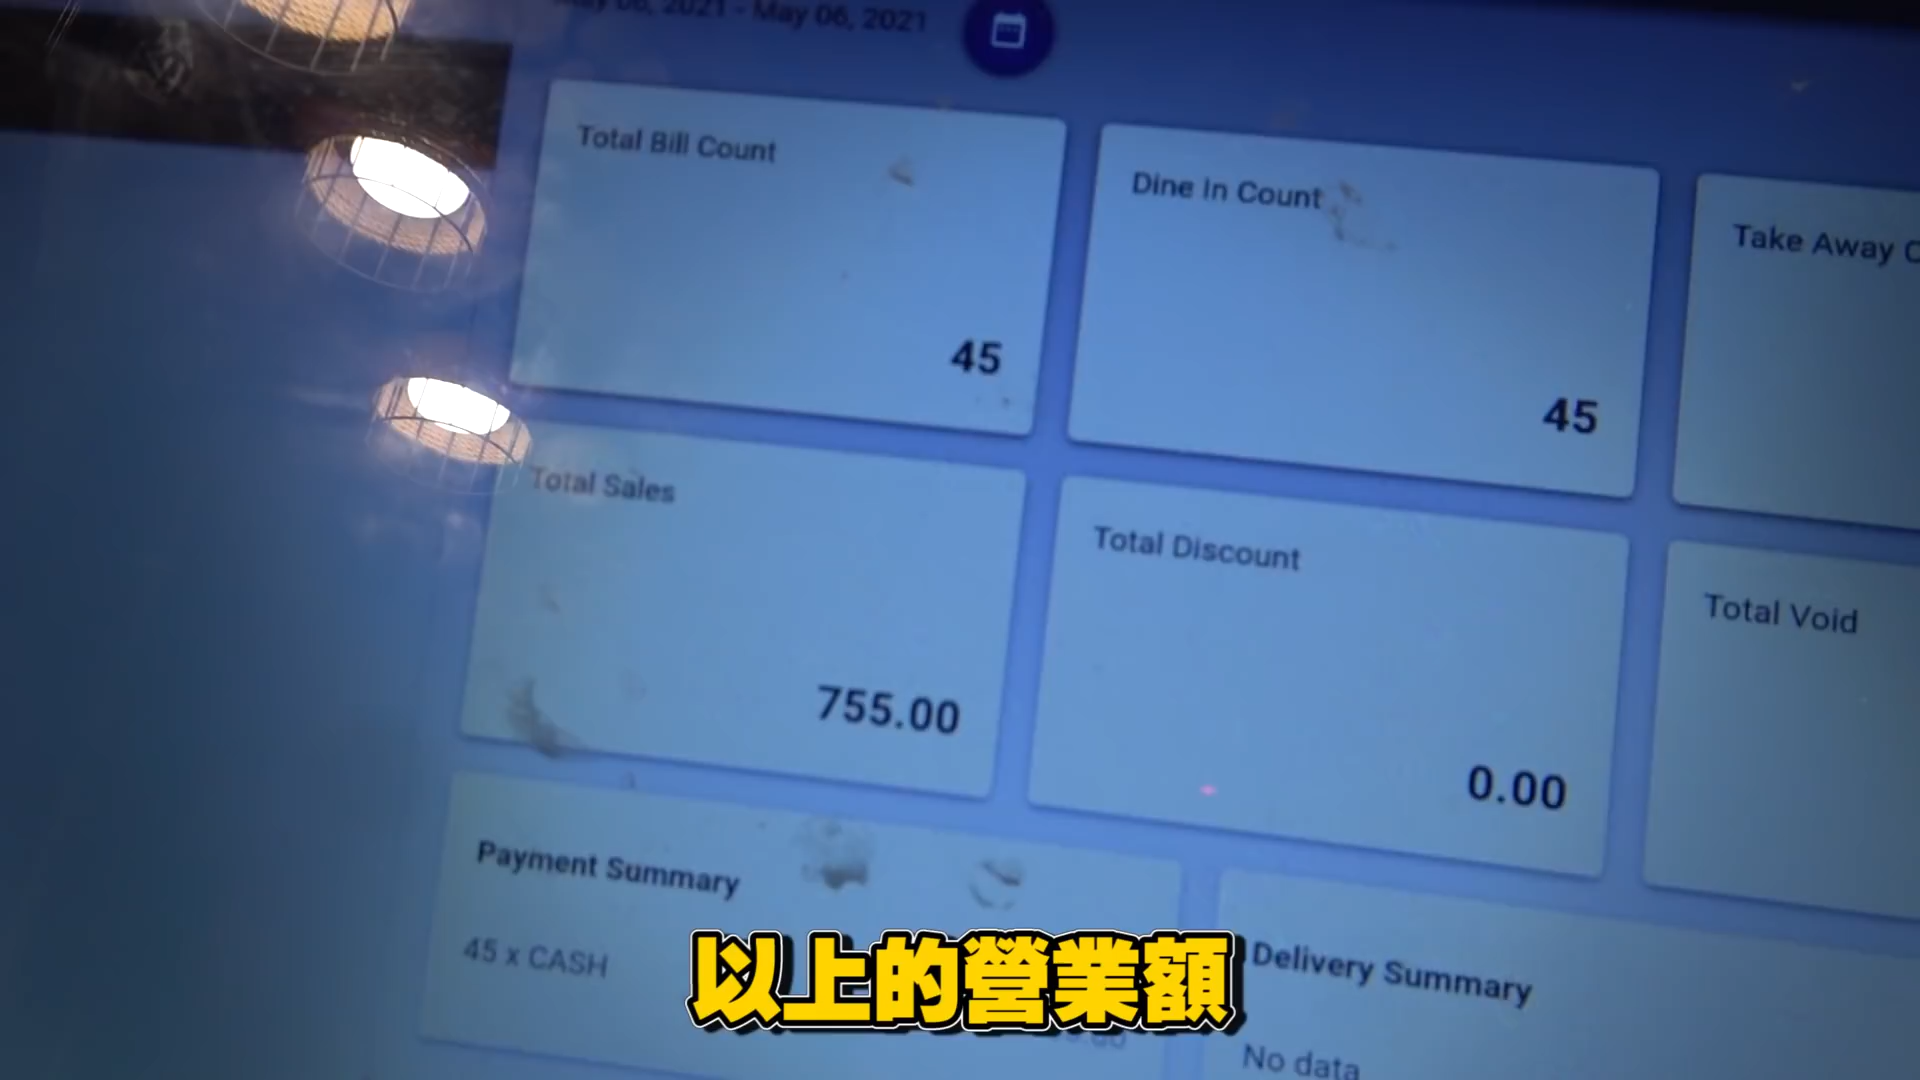 May 06, 2021 - May 06, 2021
Total Bill Count
45
Dine In Count
45
Take Away
Total Sales
755.00
Total Discount
0.00
Total Void
Payment Summary
45 x CASH
Delivery Summary
No data
以上的營業額